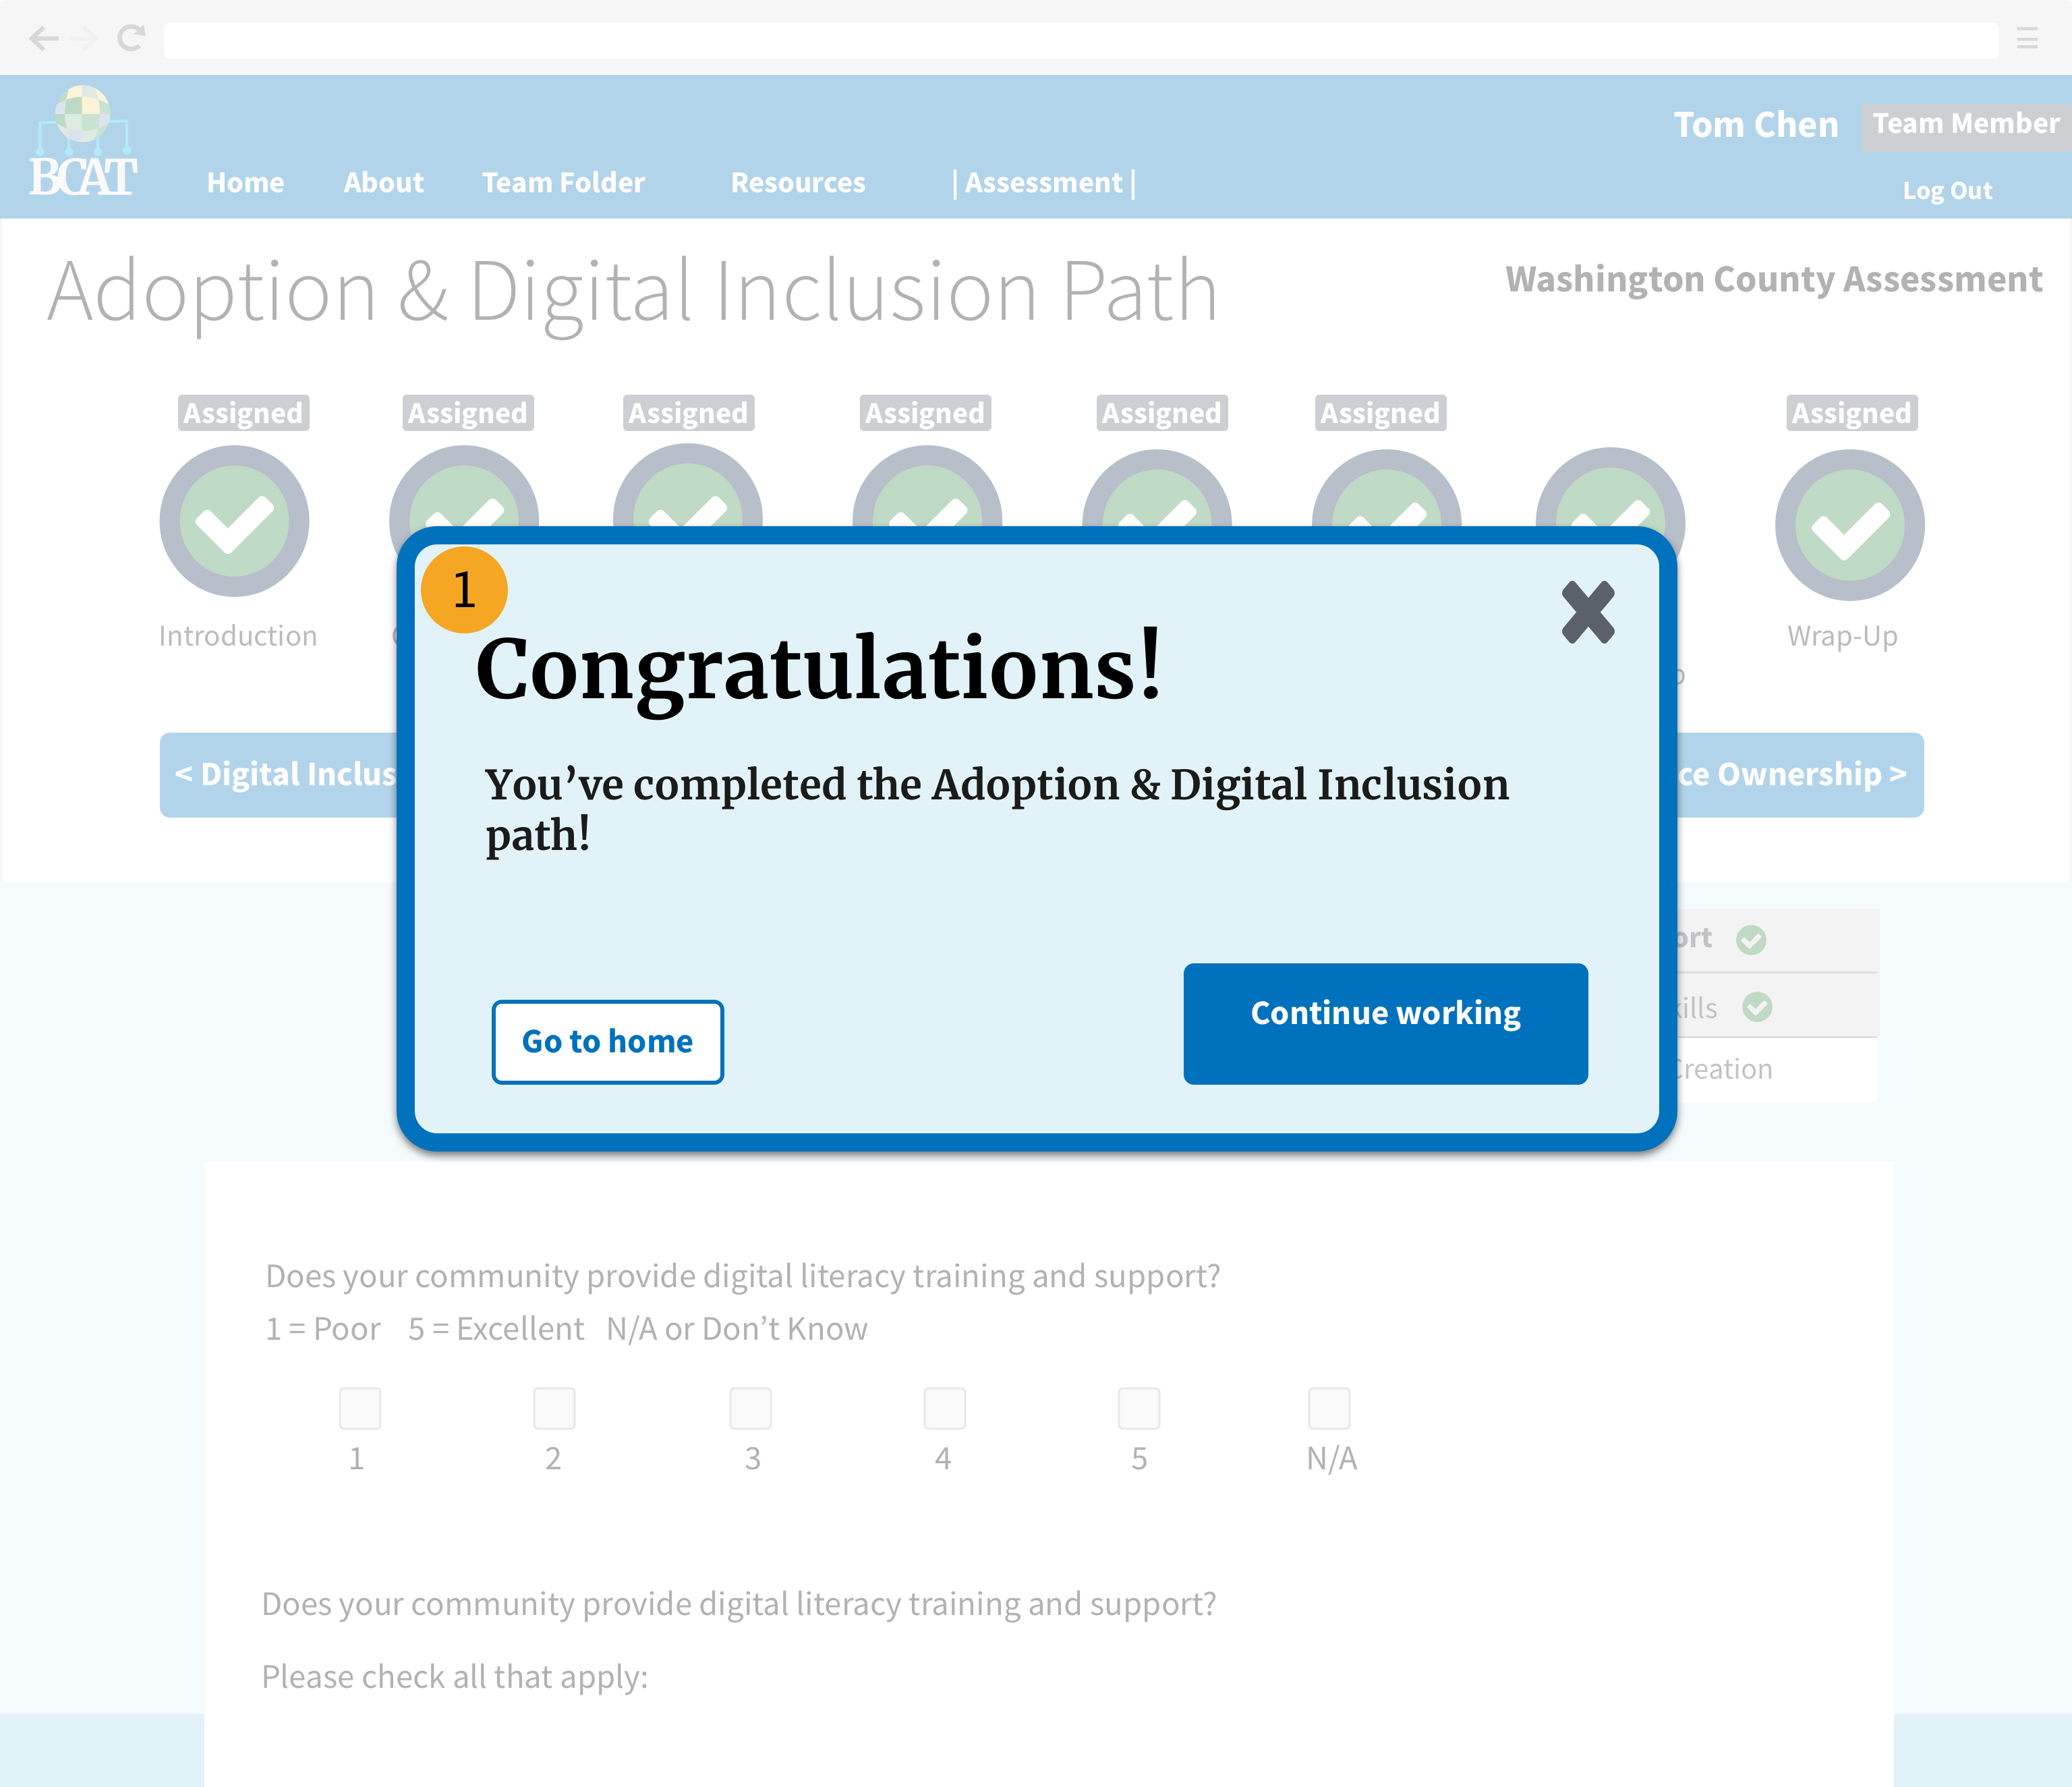 BCAT
Home About Team Folder Resources | Assessment |
Tom Chen Team Member
Log Out
Adoption & Digital Inclusion Path
Washington County Assessment
Assigned Assigned Assigned Assigned Assigned Assigned Assigned
Introduction
Wrap-Up
< Digital Inclus
ce Ownership >
1
Congratulations!
You’ve completed the Adoption & Digital Inclusion
path!
Go to home
Continue working
ort
kills
Creation
Does your community provide digital literacy training and support?
1 = Poor 5 = Excellent N/A or Don’t Know
1 2 3 4 5 N/A
Does your community provide digital literacy training and support?
Please check all that apply: